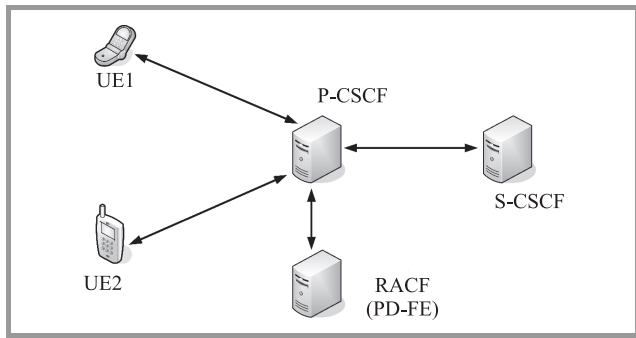 UE1
P-CSCF
S-CSCF
UE2
RACF
(PD-FE)